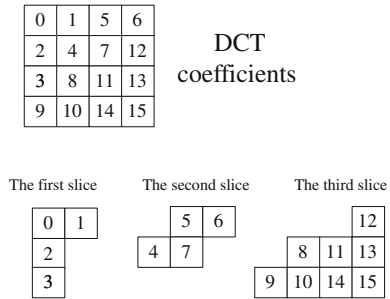 0 1 5 6
2 4 7 12
3 8 11 13
9 10 14 15
DCT
coefficients
The first slice
0 1
2
3
The second slice
5 6
4 7
The third slice
12
8 11 13
9 10 14 15